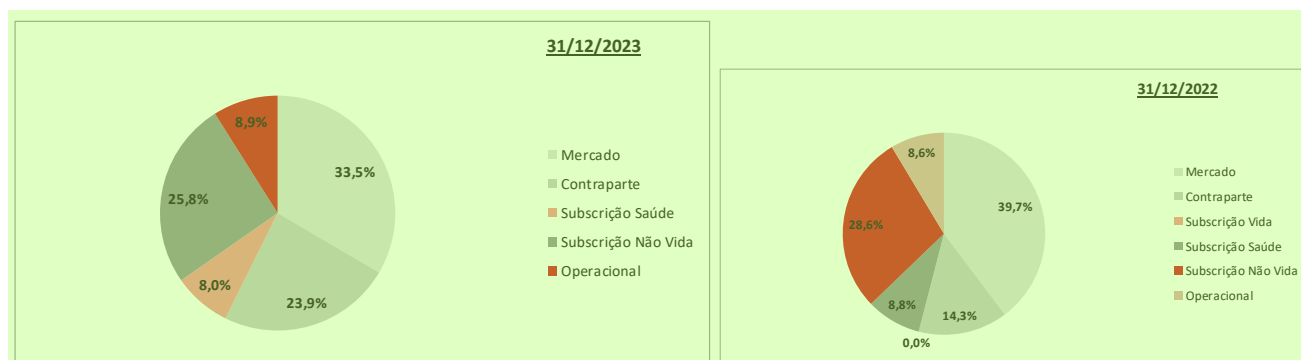 31/12/2023
8,9%
33,5%
25,8%
8,0%
23,9%
Mercado
Contraparte
Subscrição Saúde
Subscrição Não Vida
Operacional
31/12/2022
8,6%
39,7%
28,6%
8,8%
14,3%
0,0%
Mercado
Contraparte
Subscrição Vida
Subscrição Saúde
Subscrição Não Vida
Operacional